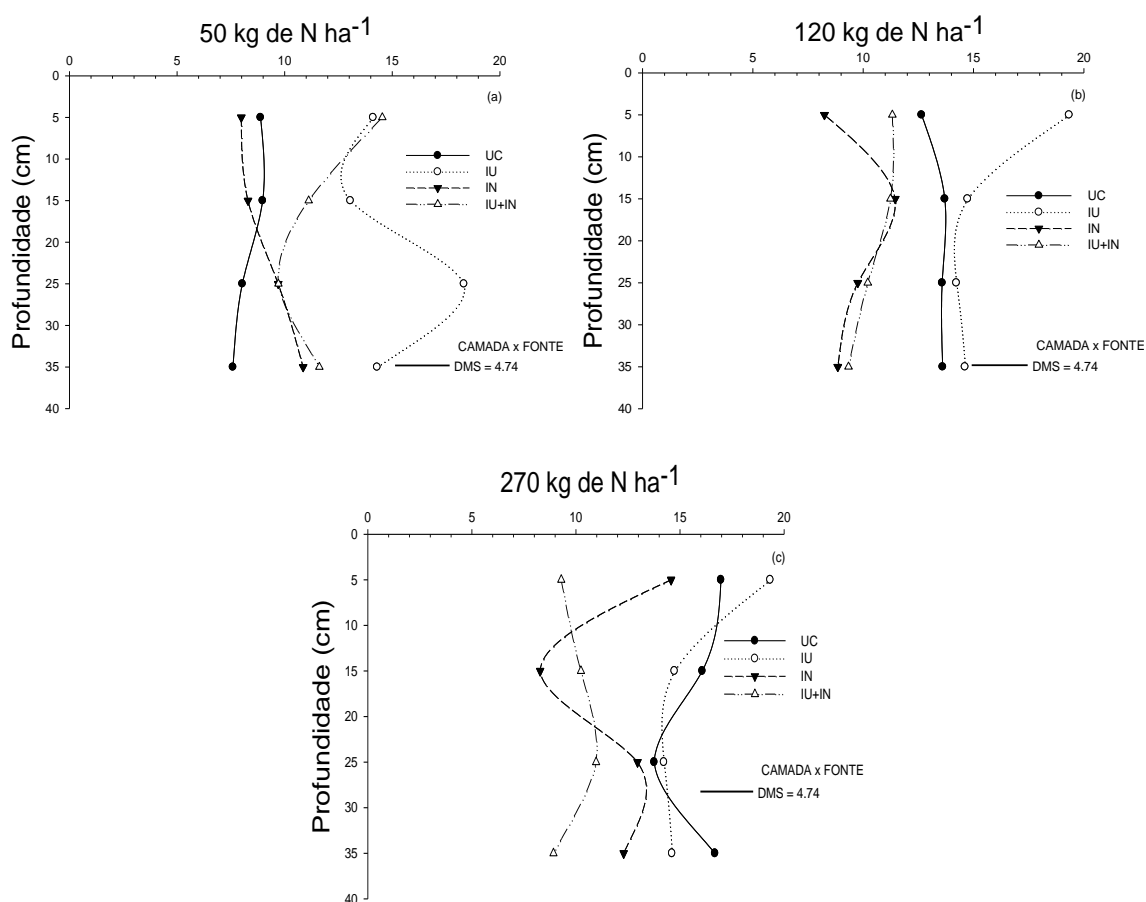 50 kg de N ha-1
0 5 10 15 20
0
5
10
15
20
25
30
35
40
Profundidade (cm)
(a)
UC
IU
IN
IU+IN
CAMADA x FONTE
DMS = 4.74
120 kg de N ha-1
0 5 10 15 20
0
5
10
15
20
25
30
35
40
Profundidade (cm)
(b)
UC
IU
IN
IU+IN
CAMADA x FONTE
DMS = 4.74
270 kg de N ha-1
0 5 10 15 20
0
5
10
15
20
25
30
35
40
Profundidade (cm)
(c)
UC
IU
IN
IU+IN
CAMADA x FONTE
DMS = 4.74